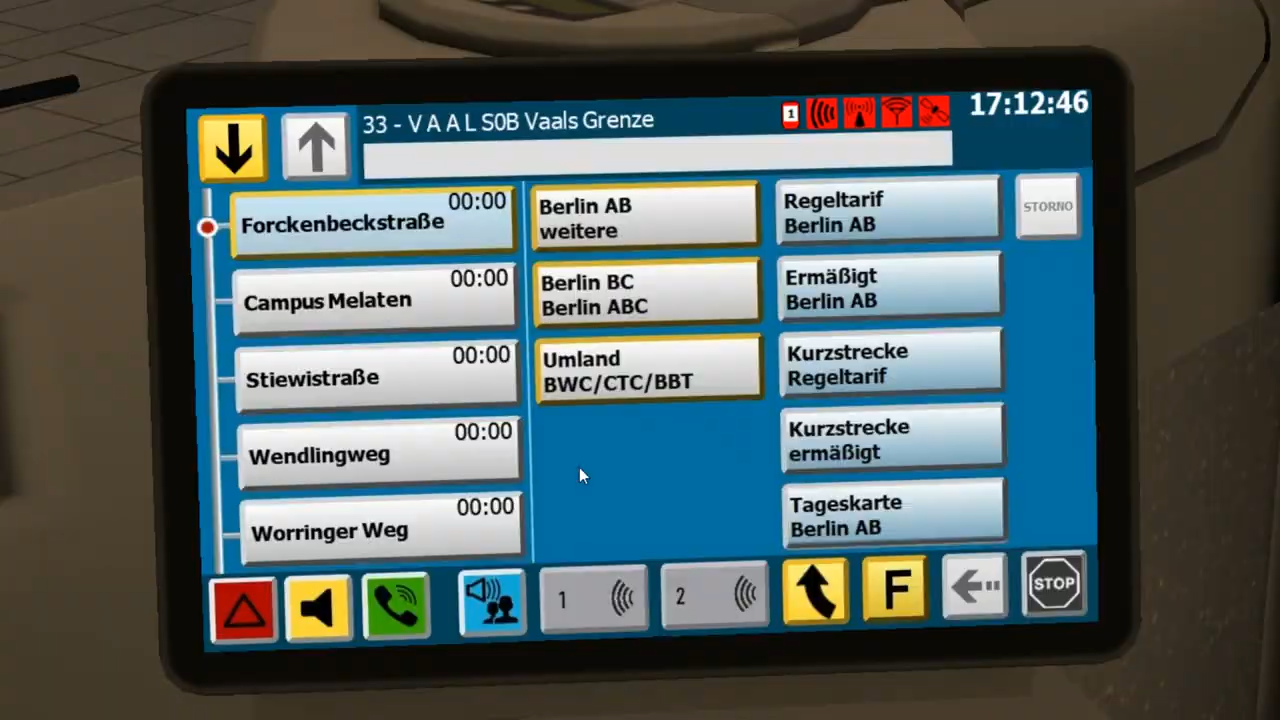 33 - V A A L S0B Vaals Grenze
1
17:12:46
Forckenbeckstraße 00:00
Campus Melaten 00:00
Stiewistraße 00:00
Wendlingweg 00:00
Worringer Weg 00:00
Berlin AB
weitere
Berlin BC
Berlin ABC
Umland
BWC/CTC/BBT
Regeltarif
Berlin AB
Ermäßigt
Berlin AB
Kurzstrecke
Regeltarif
Kurzstrecke
ermäßigt
Tageskarte
Berlin AB
STORNO
1
2
F
STOP